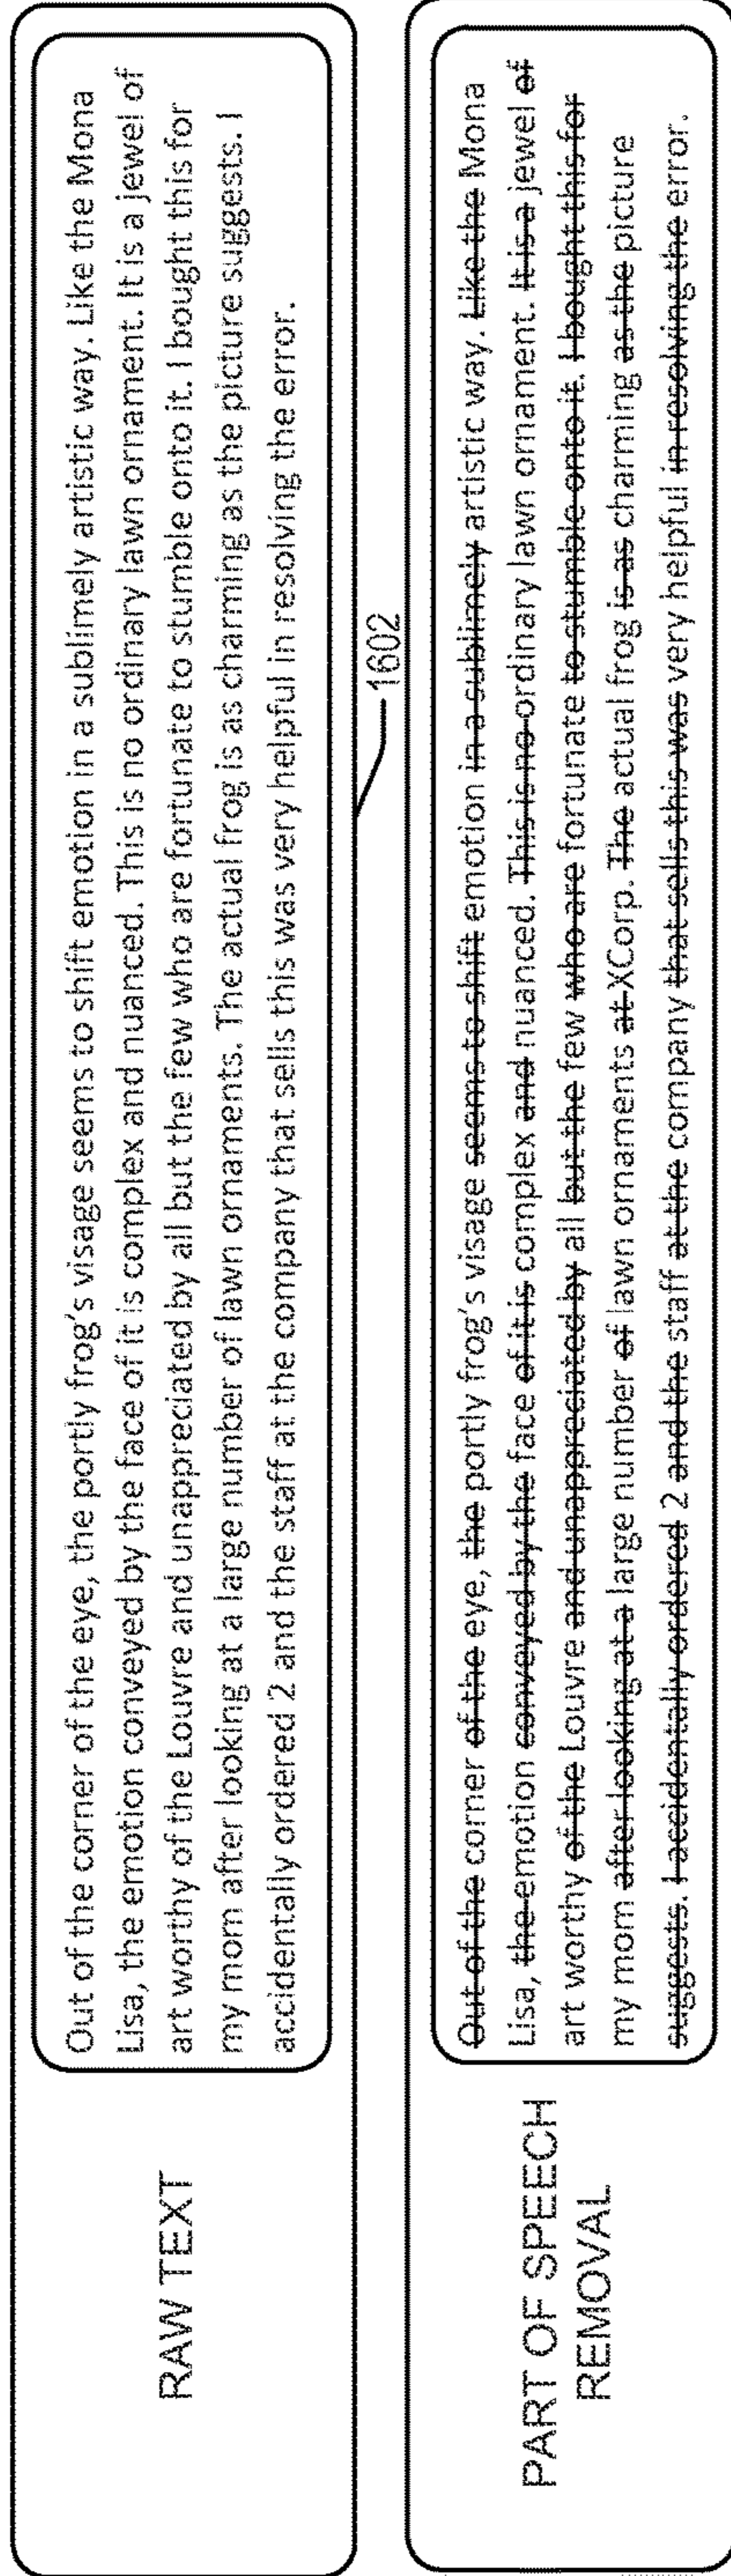 RAW TEXT
Out of the corner of the eye, the portly frog's visage seems to shift emotion in a sublimely artistic way. Like the Mona
Lisa, the emotion conveyed by the face of it is complex and nuanced. This is no ordinary lawn ornament. It is a jewel of
art worthy of the Louvre and unappreciated by all but the few who are fortunate to stumble onto it. I bought this for
my mom after looking at a large number of lawn ornaments. The actual frog is as charming as the picture suggests. I
accidentally ordered 2 and the staff at the company that sells this was very helpful in resolving the error.
1602
PART OF SPEECH
REMOVAL
Out of the corner of the eye, the portly frog's visage seems to shift emotion in a sublimely artistic way. Like the Mona
Lisa, the emotion conveyed by the face of it is complex and nuanced. This is no ordinary lawn ornament. It is a jewel of
art worthy of the Louvre and unappreciated by all but the few who are fortunate to stumble onto it. I bought this for
my mom after looking at a large number of lawn ornaments at XCorp. The actual frog is as charming as the picture
suggests. I accidentally ordered 2 and the staff at the company that sells this was very helpful in resolving the error.